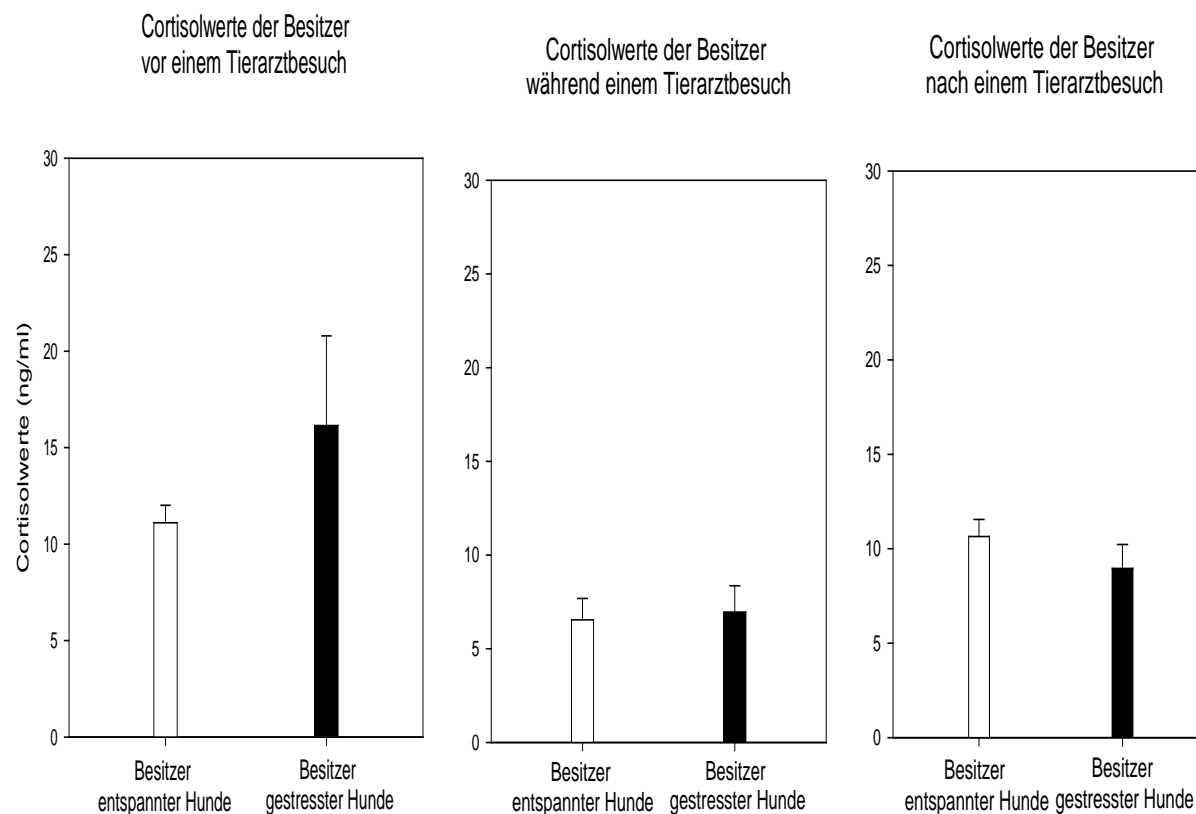 Cortisolwerte der Besitzer
vor einem Tierarztbesuch
Cortisolwerte der Besitzer
während einem Tierarztbesuch
Cortisolwerte der Besitzer
nach einem Tierarztbesuch
Cortisolwerte (ng/ml)
30
25
20
15
10
5
0
Besitzer
entspannter Hunde
Besitzer
gestresster Hunde
30
25
20
15
10
5
0
Besitzer
entspannter Hunde
Besitzer
gestresster Hunde
30
25
20
15
10
5
0
Besitzer
entspannter Hunde
Besitzer
gestresster Hunde